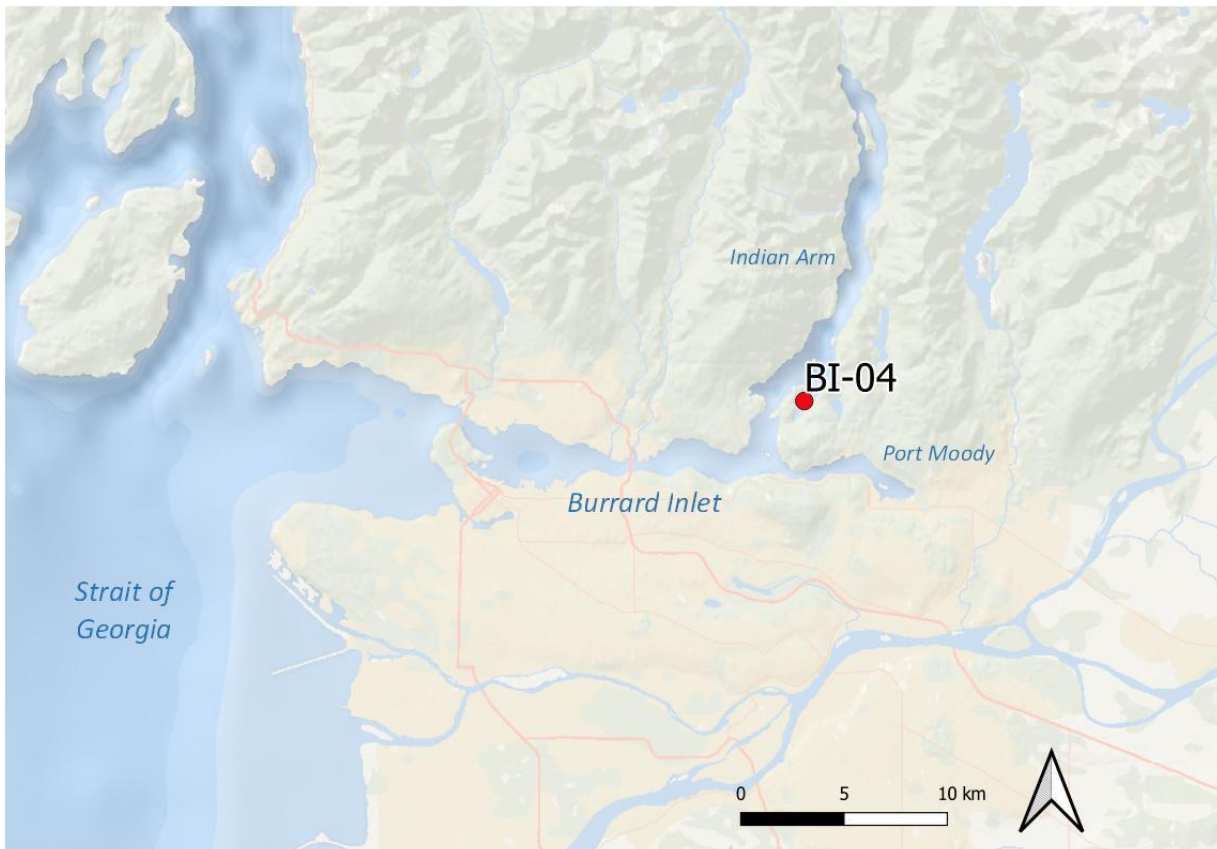 Indian Arm
BI-04
Port Moody
Burrard Inlet
Strait of
Georgia
0 5 10 km